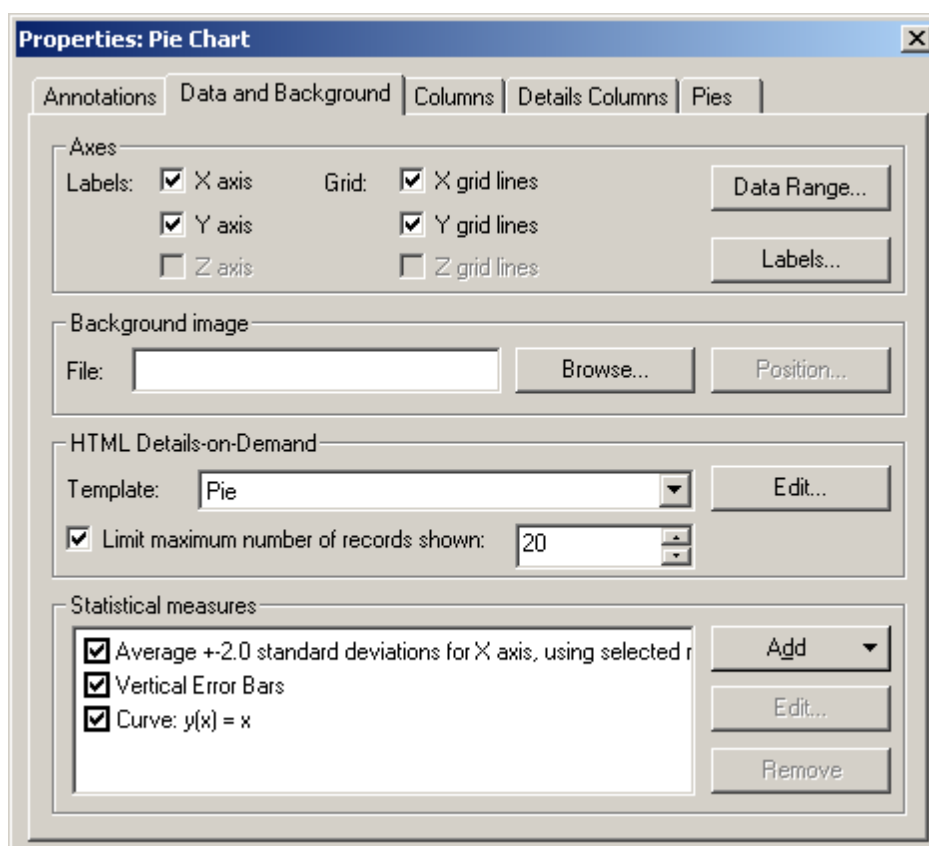 Properties: Pie Chart
Annotations Data and Background Columns Details Columns Pies
Axes
Labels: X axis Grid: X grid lines Data Range...
Y axis Y grid lines
Z axis Z grid lines Labels...
Background image
File: Browse... Position...
HTML Details-on-Demand
Template: Pie Edit...
Limit maximum number of records shown: 20
Statistical measures
Average +-2.0 standard deviations for X axis, using selected r Add
Vertical Error Bars
Edit...
Curve: y(x) = x
Remove